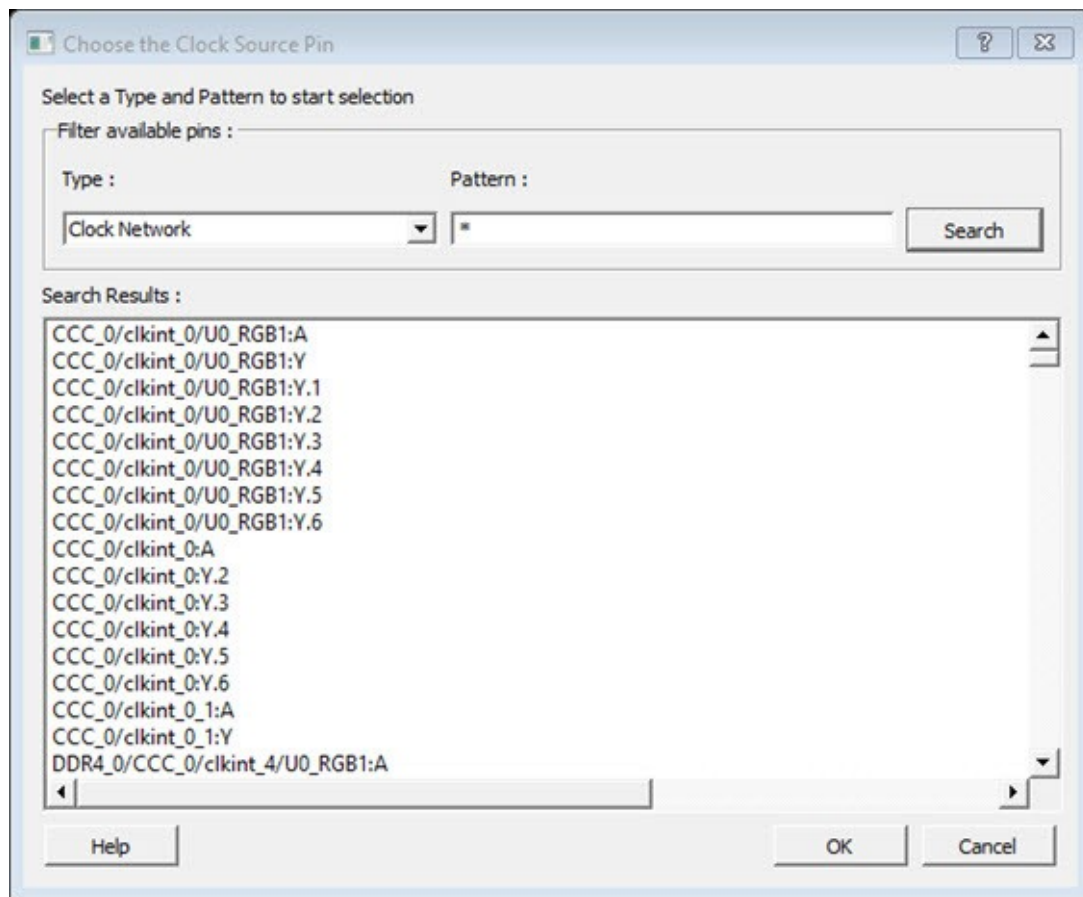 Choose the Clock Source Pin
Select a Type and Pattern to start selection
Filter available pins :
Type : Pattern :
Clock Network * Search
Search Results :
CCC_0/clkint_0/U0_RGB1:A
CCC_0/clkint_0/U0_RGB1:Y
CCC_0/clkint_0/U0_RGB1:Y.1
CCC_0/clkint_0/U0_RGB1:Y.2
CCC_0/clkint_0/U0_RGB1:Y.3
CCC_0/clkint_0/U0_RGB1:Y.4
CCC_0/clkint_0/U0_RGB1:Y.5
CCC_0/clkint_0/U0_RGB1:Y.6
CCC_0/clkint_0:A
CCC_0/clkint_0:Y.2
CCC_0/clkint_0:Y.3
CCC_0/clkint_0:Y.4
CCC_0/clkint_0:Y.5
CCC_0/clkint_0:Y.6
CCC_0/clkint_0_1:A
CCC_0/clkint_0_1:Y
DDR4_0/CCC_0/clkint_4/U0_RGB1:A
Help OK Cancel